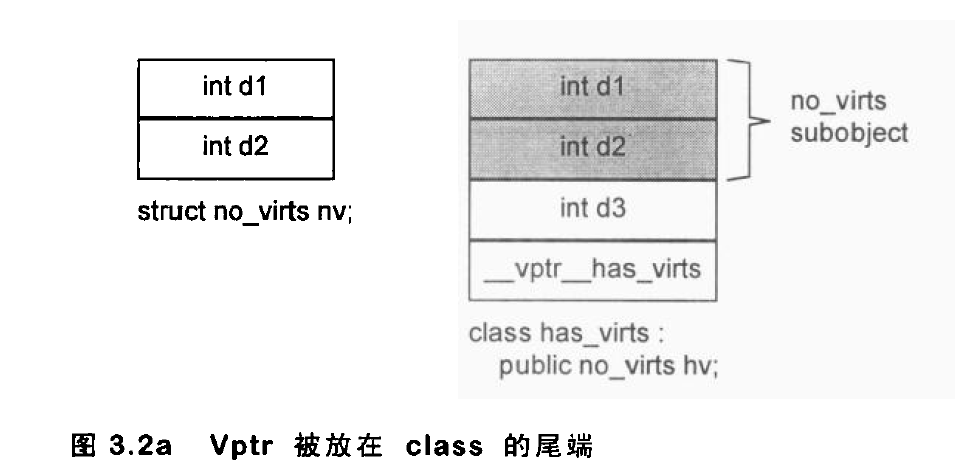 int d1
int d2
struct no_virts nv;
int d1
int d2
int d3
__vptr__has_virts
no_virts
subobject
class has_virts :
public no_virts hv;
图 3.2a Vptr 被放在 class 的尾端